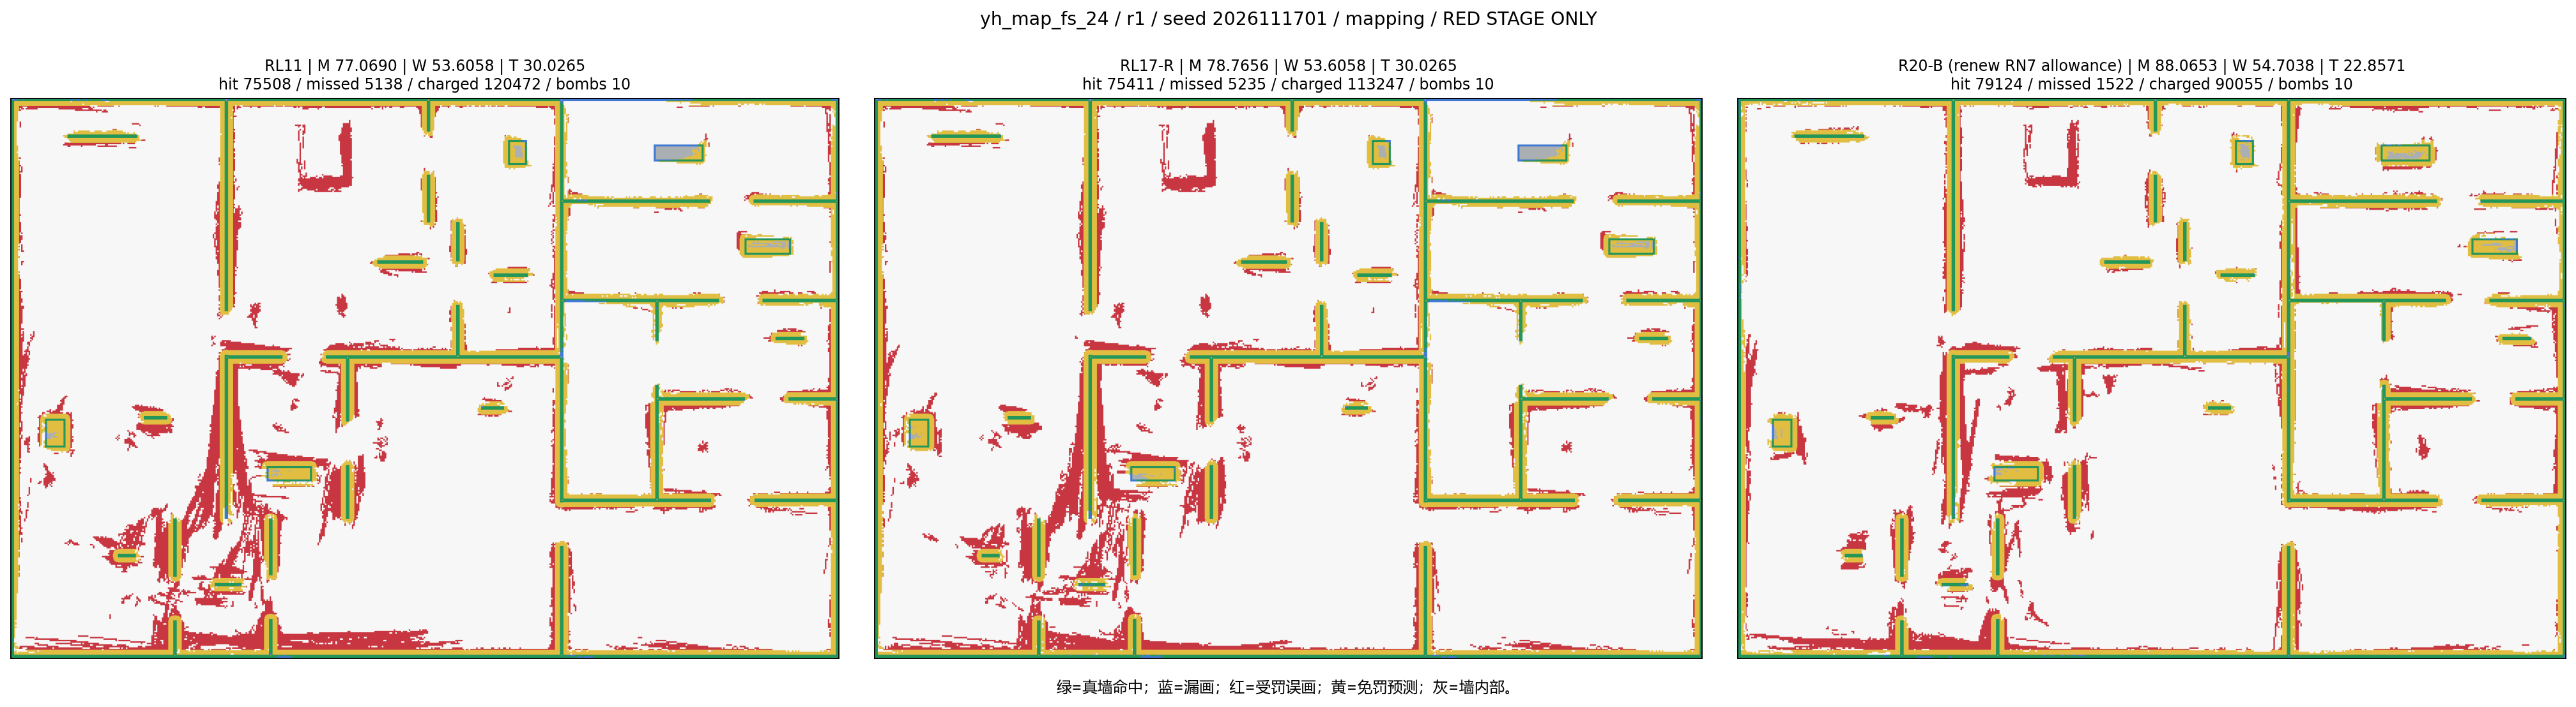 yh_map_fs_24 / r1 / seed 2026111701 / mapping / RED STAGE ONLY
RL11 | M 77.0690 | W 53.6058 | T 30.0265
hit 75508 / missed 5138 / charged 120472 / bombs 10
RL17-R | M 78.7656 | W 53.6058 | T 30.0265
hit 75411 / missed 5235 / charged 113247 / bombs 10
R20-B (renew RN7 allowance) | M 88.0653 | W 54.7038 | T 22.8571
hit 79124 / missed 1522 / charged 90055 / bombs 10
绿=真墙命中；蓝=漏画；红=受罚误画；黄=免罚预测；灰=墙内部。